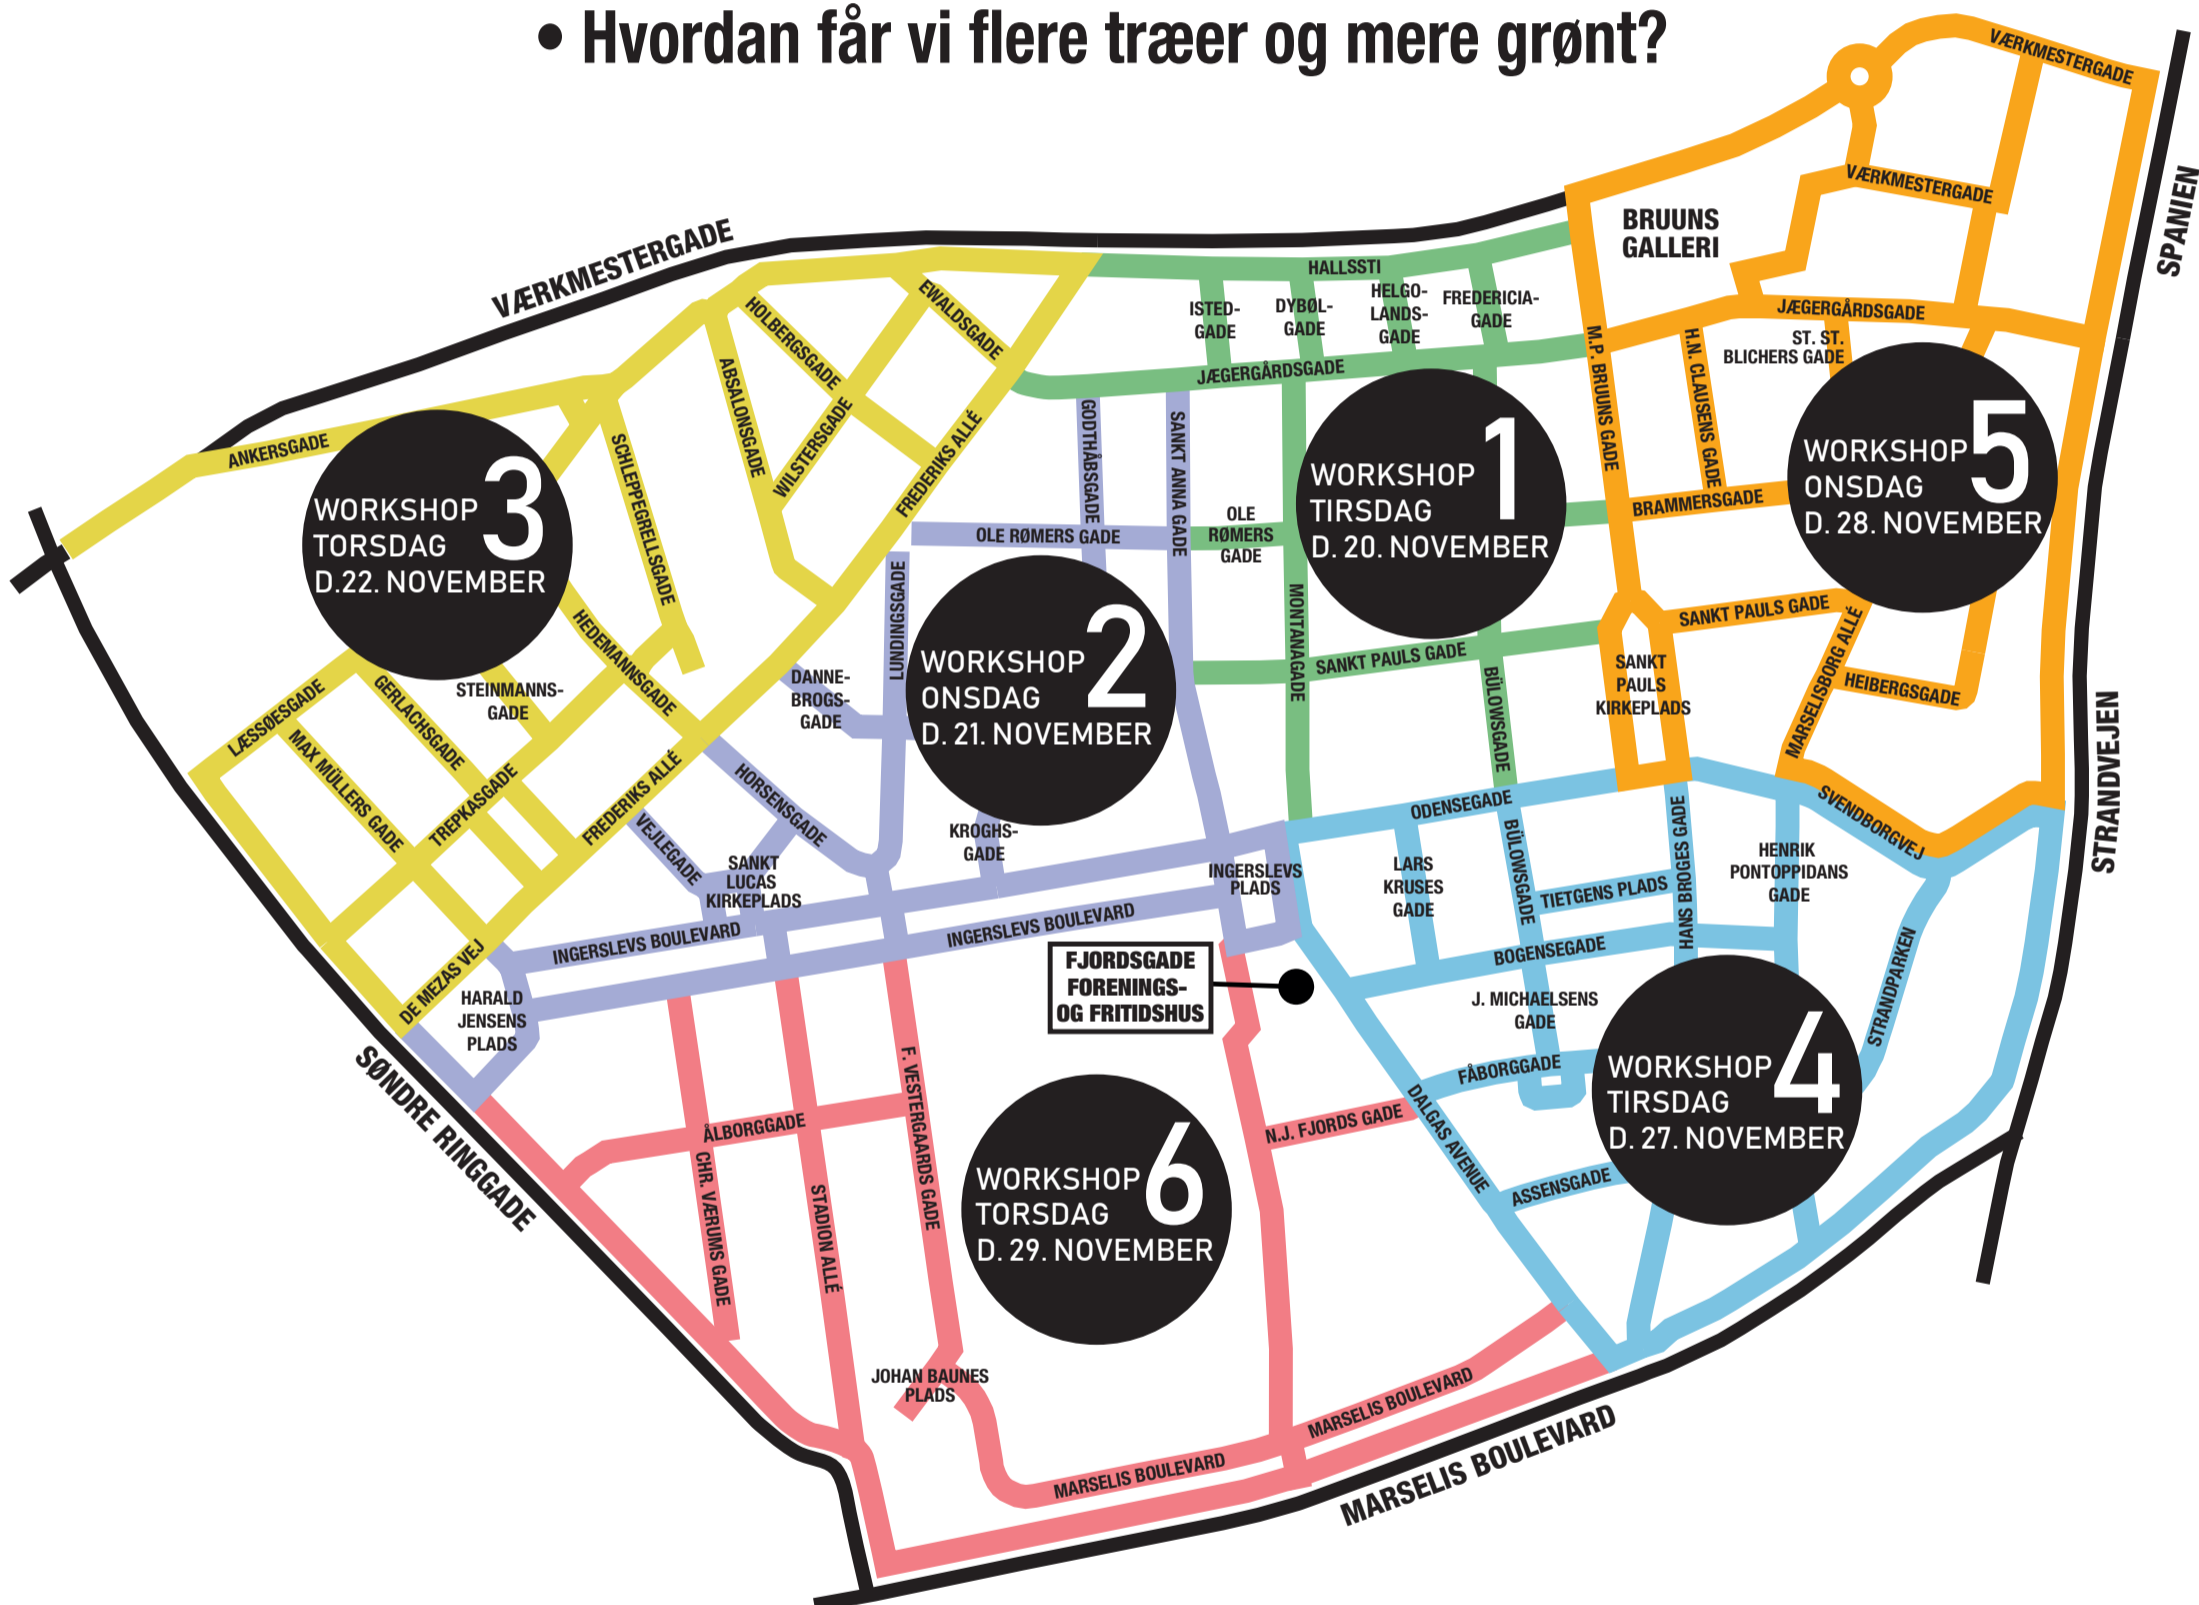 • Hvordan får vi flere træer og mere grønt?
VÆRKMESTERGADE
VÆRKMESTERGADE
VÆRKMESTERGADE
SPANIEN
BRUUNS
GALLERI
HALLSSTI
ISTED-
GADE
DYBØL-
GADE
HELGO-
LANDS-
GADE
FREDERICIA-
GADE
JÆGERGÅRDSGADE
JÆGERGÅRDSGADE
ST. ST.
BLICHERS GADE
M.P. BRUUNS GADE
H.N. CLAUSENS GADE
EWALDSGADE
HOLBERGSGADE
ABSALONSGADE
WILSTERSGADE
FREDERIKS ALLÉ
ANKERSGADE
SCHLEPPEGRELLSGADE
GODTHÅBSGADE
SANKT ANNA GADE
WORKSHOP 3
TORSDAG
D.22. NOVEMBER
WORKSHOP 1
TIRSDAG
D. 20. NOVEMBER
WORKSHOP 5
ONSDAG
D. 28. NOVEMBER
BRAMMERSGADE
OLE RØMERS GADE
OLE
RØMERS
GADE
LUNDINGSGADE
MONTANAGADE
WORKSHOP 2
ONSDAG
D. 21. NOVEMBER
SANKT PAULS GADE
SANKT PAULS GADE
SANKT
PAULS
KIRKEPLADS
MARSELISBORG ALLÉ
HEIBERGSGADE
BÜLOWSGADE
HEDEMANNSGADE
STEINMANNS-
GADE
GERLACHSGADE
LÆSSØESGADE
MAX MÜLLERS GADE
TREPKASGADE
FREDERIKS ALLÉ
DANNE-
BROGS-
GADE
HORSENSGADE
VEJLEGADE
SANKT
LUCAS
KIRKEPLADS
KROGHS-
GADE
INGERSLEVS
PLADS
ODENSEGADE
BÜLOWSGADE
LARS
KRUSES
GADE
TIETGENS PLADS
HANS BROGES GADE
HENRIK
PONTOPPIDANS
GADE
SVENDBORGVEJ
STRANDVEJEN
INGERSLEVS BOULEVARD
INGERSLEVS BOULEVARD
DE MEZAS VEJ
HARALD
JENSENS
PLADS
FJORDSGADE
FORENINGS-
OG FRITIDSHUS
BOGENSEGADE
J. MICHAELSENS
GADE
STRANDPARKEN
FÅBORGGADE
WORKSHOP 4
TIRSDAG
D. 27. NOVEMBER
DALGAS AVENUE
ASSENSGADE
N.J. FJORDS GADE
SØNDRE RINGGADE
ÅLBORGGADE
CHR. VÆRUMS GADE
STADION ALLÉ
F. VESTERGAARDS GADE
WORKSHOP 6
TORSDAG
D. 29. NOVEMBER
JOHAN BAUNES
PLADS
MARSELIS BOULEVARD
MARSELIS BOULEVARD
MARSELIS BOULEVARD